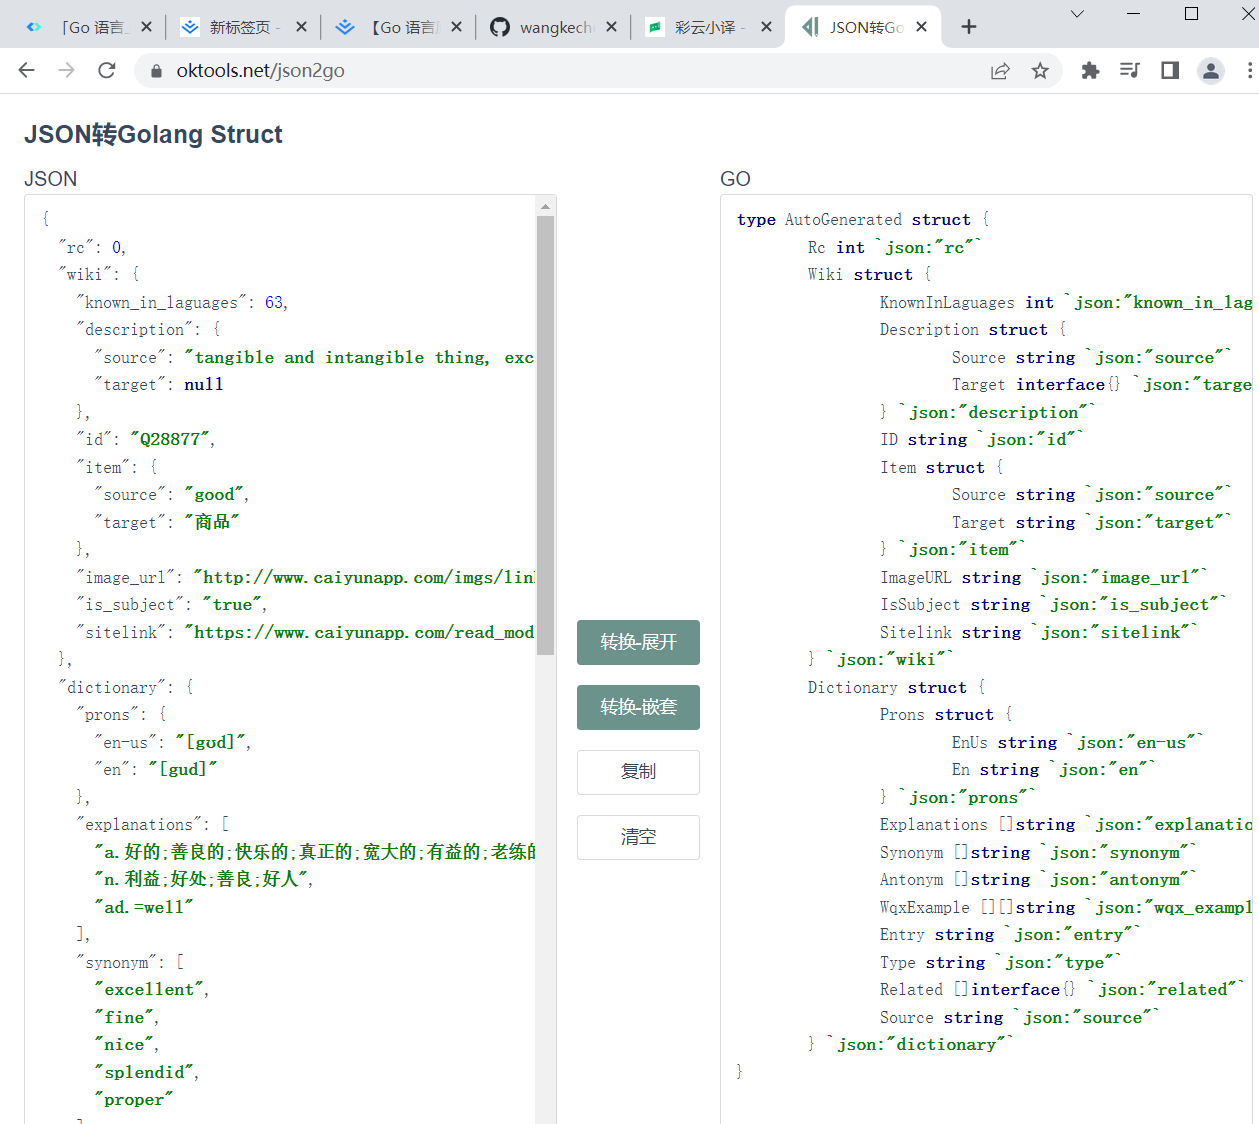 「Go 语言
新标签页 -
【Go 语言
wangkech
彩云小译 -
JSON转Go
oktools.net/json2go
JSON转Golang Struct
JSON
{
"rc": 0,
"wiki": {
"known_in_laguages": 63,
"description": {
"source": "tangible and intangible thing, exc
"target": null
},
"id": "Q28877",
"item": {
"source": "good",
"target": "商品"
},
"image_url": "http://www.caiyunapp.com/imgs/lin
"is_subject": "true",
"sitelink": "https://www.caiyunapp.com/read_mod
},
"dictionary": {
"prons": {
"en-us": "[gʊd]",
"en": "[gud]"
},
"explanations": [
"a.好的;善良的;快乐的;真正的;宽大的;有益的;老练的
"n.利益;好处;善良;好人",
"ad.=well"
],
"synonym": [
"excellent",
"fine",
"nice",
"splendid",
"proper"
转换-展开
转换-嵌套
复制
清空
GO
type AutoGenerated struct {
Rc int `json:"rc"`
Wiki struct {
KnownInLaguages int `json:"known_in_lag
Description struct {
Source string `json:"source"`
Target interface{} `json:"targe
} `json:"description"`
ID string `json:"id"`
Item struct {
Source string `json:"source"`
Target string `json:"target"`
} `json:"item"`
ImageURL string `json:"image_url"`
IsSubject string `json:"is_subject"`
Sitelink string `json:"sitelink"`
} `json:"wiki"`
Dictionary struct {
Prons struct {
EnUs string `json:"en-us"`
En string `json:"en"`
} `json:"prons"`
Explanations []string `json:"explanatio
Synonym []string `json:"synonym"`
Antonym []string `json:"antonym"`
WqxExample [][]string `json:"wqx_exampl
Entry string `json:"entry"`
Type string `json:"type"`
Related []interface{} `json:"related"`
Source string `json:"source"`
} `json:"dictionary"`
}